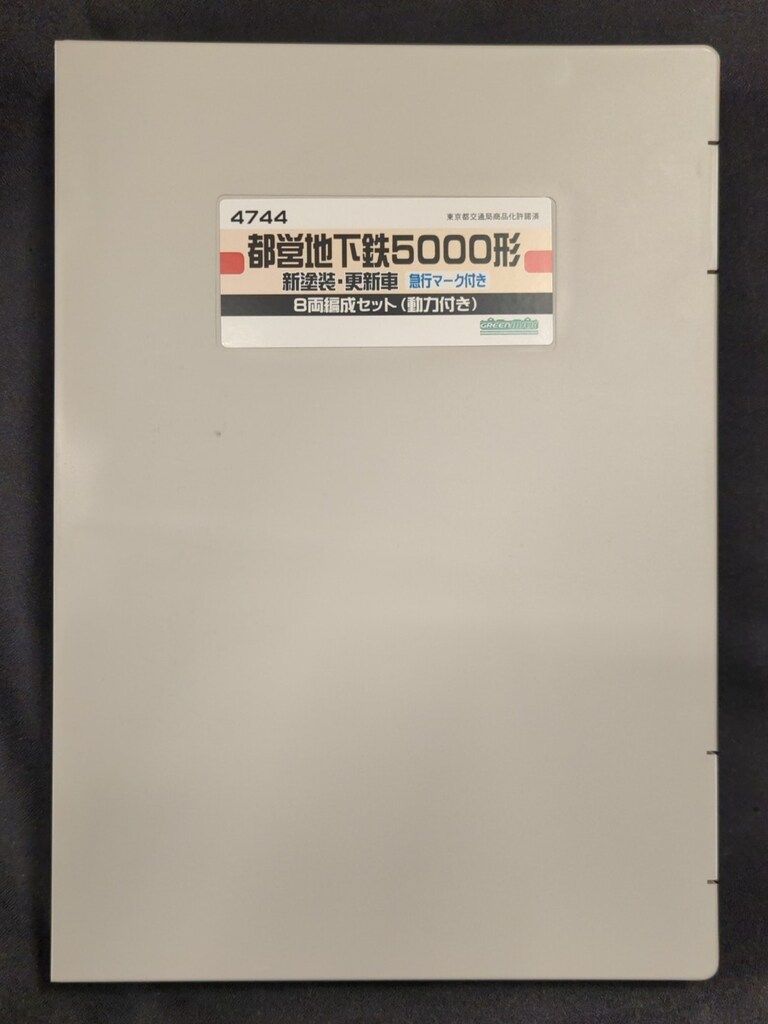 4744
東京都交通局商品化許諾済
都営地下鉄5000形
新塗装・更新車 急行マーク付き
8両編成セット(動力付き)
GREENMAX